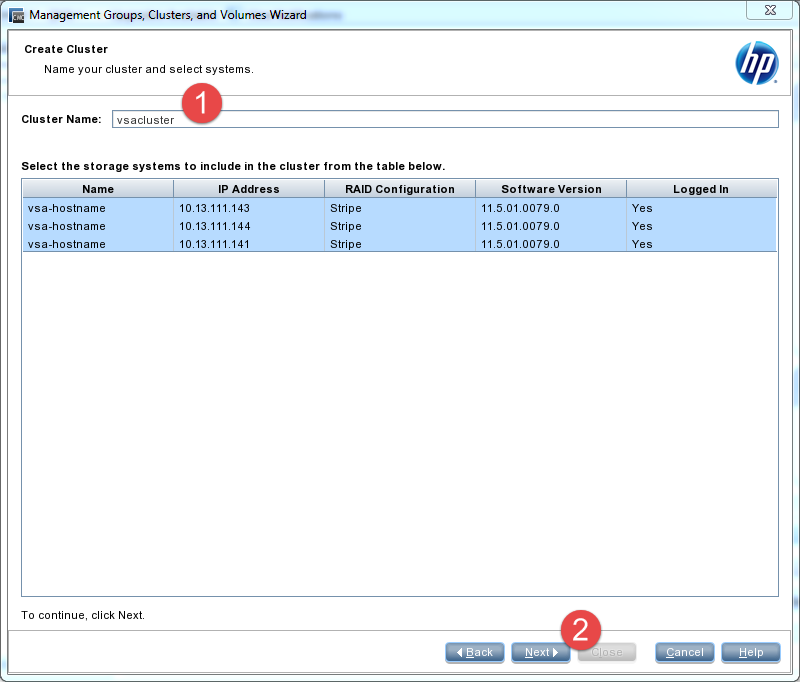 CMC Management Groups, Clusters, and Volumes Wizard
Create Cluster
Name your cluster and select systems.
hp
1
Cluster Name: vsacluster
Select the storage systems to include in the cluster from the table below.
Name IP Address RAID Configuration Software Version Logged In
vsa-hostname 10.13.111.143 Stripe 11.5.01.0079.0 Yes
vsa-hostname 10.13.111.144 Stripe 11.5.01.0079.0 Yes
vsa-hostname 10.13.111.141 Stripe 11.5.01.0079.0 Yes
To continue, click Next.
2
Back Next Close Cancel Help